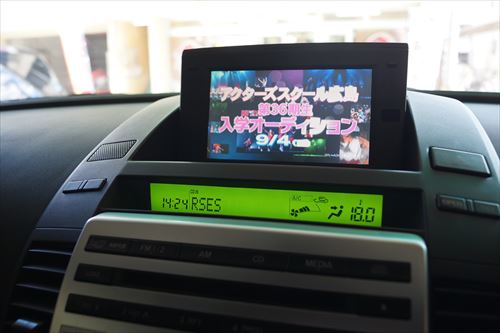 アクターズスクール広島
第36期生
入学オーディション
9/4
A/C
14:24 RSES
18.0
OPEN
FM1/2
AM
CD
MEDIA